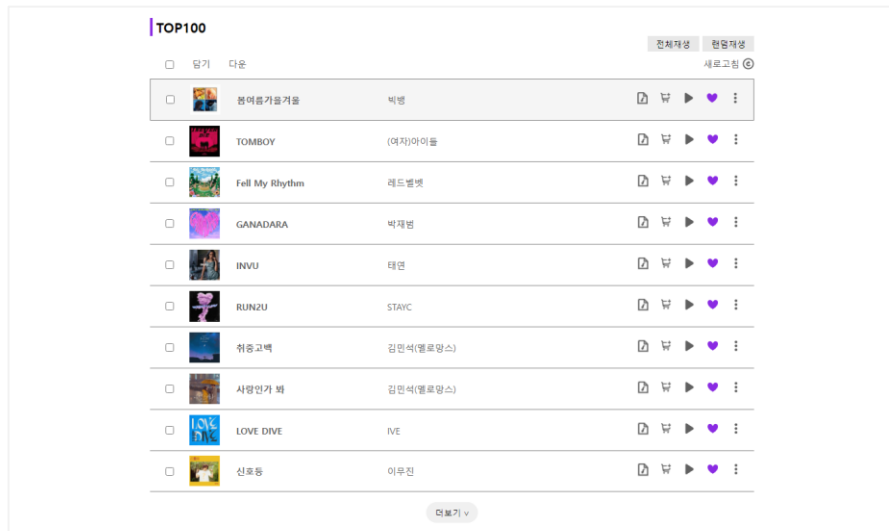 TOP100
전체재생 랜덤재생
담기 다운 새로고침
봄여름가을겨울 빅뱅
TOMBOY (여자)아이들
Fell My Rhythm 레드벨벳
GANADARA 박재범
INVU 태연
RUN2U STAYC
취중고백 김민석(멜로망스)
사랑인가 봐 김민석(멜로망스)
LOVE DIVE IVE
신호등 이무진
더보기 ∨